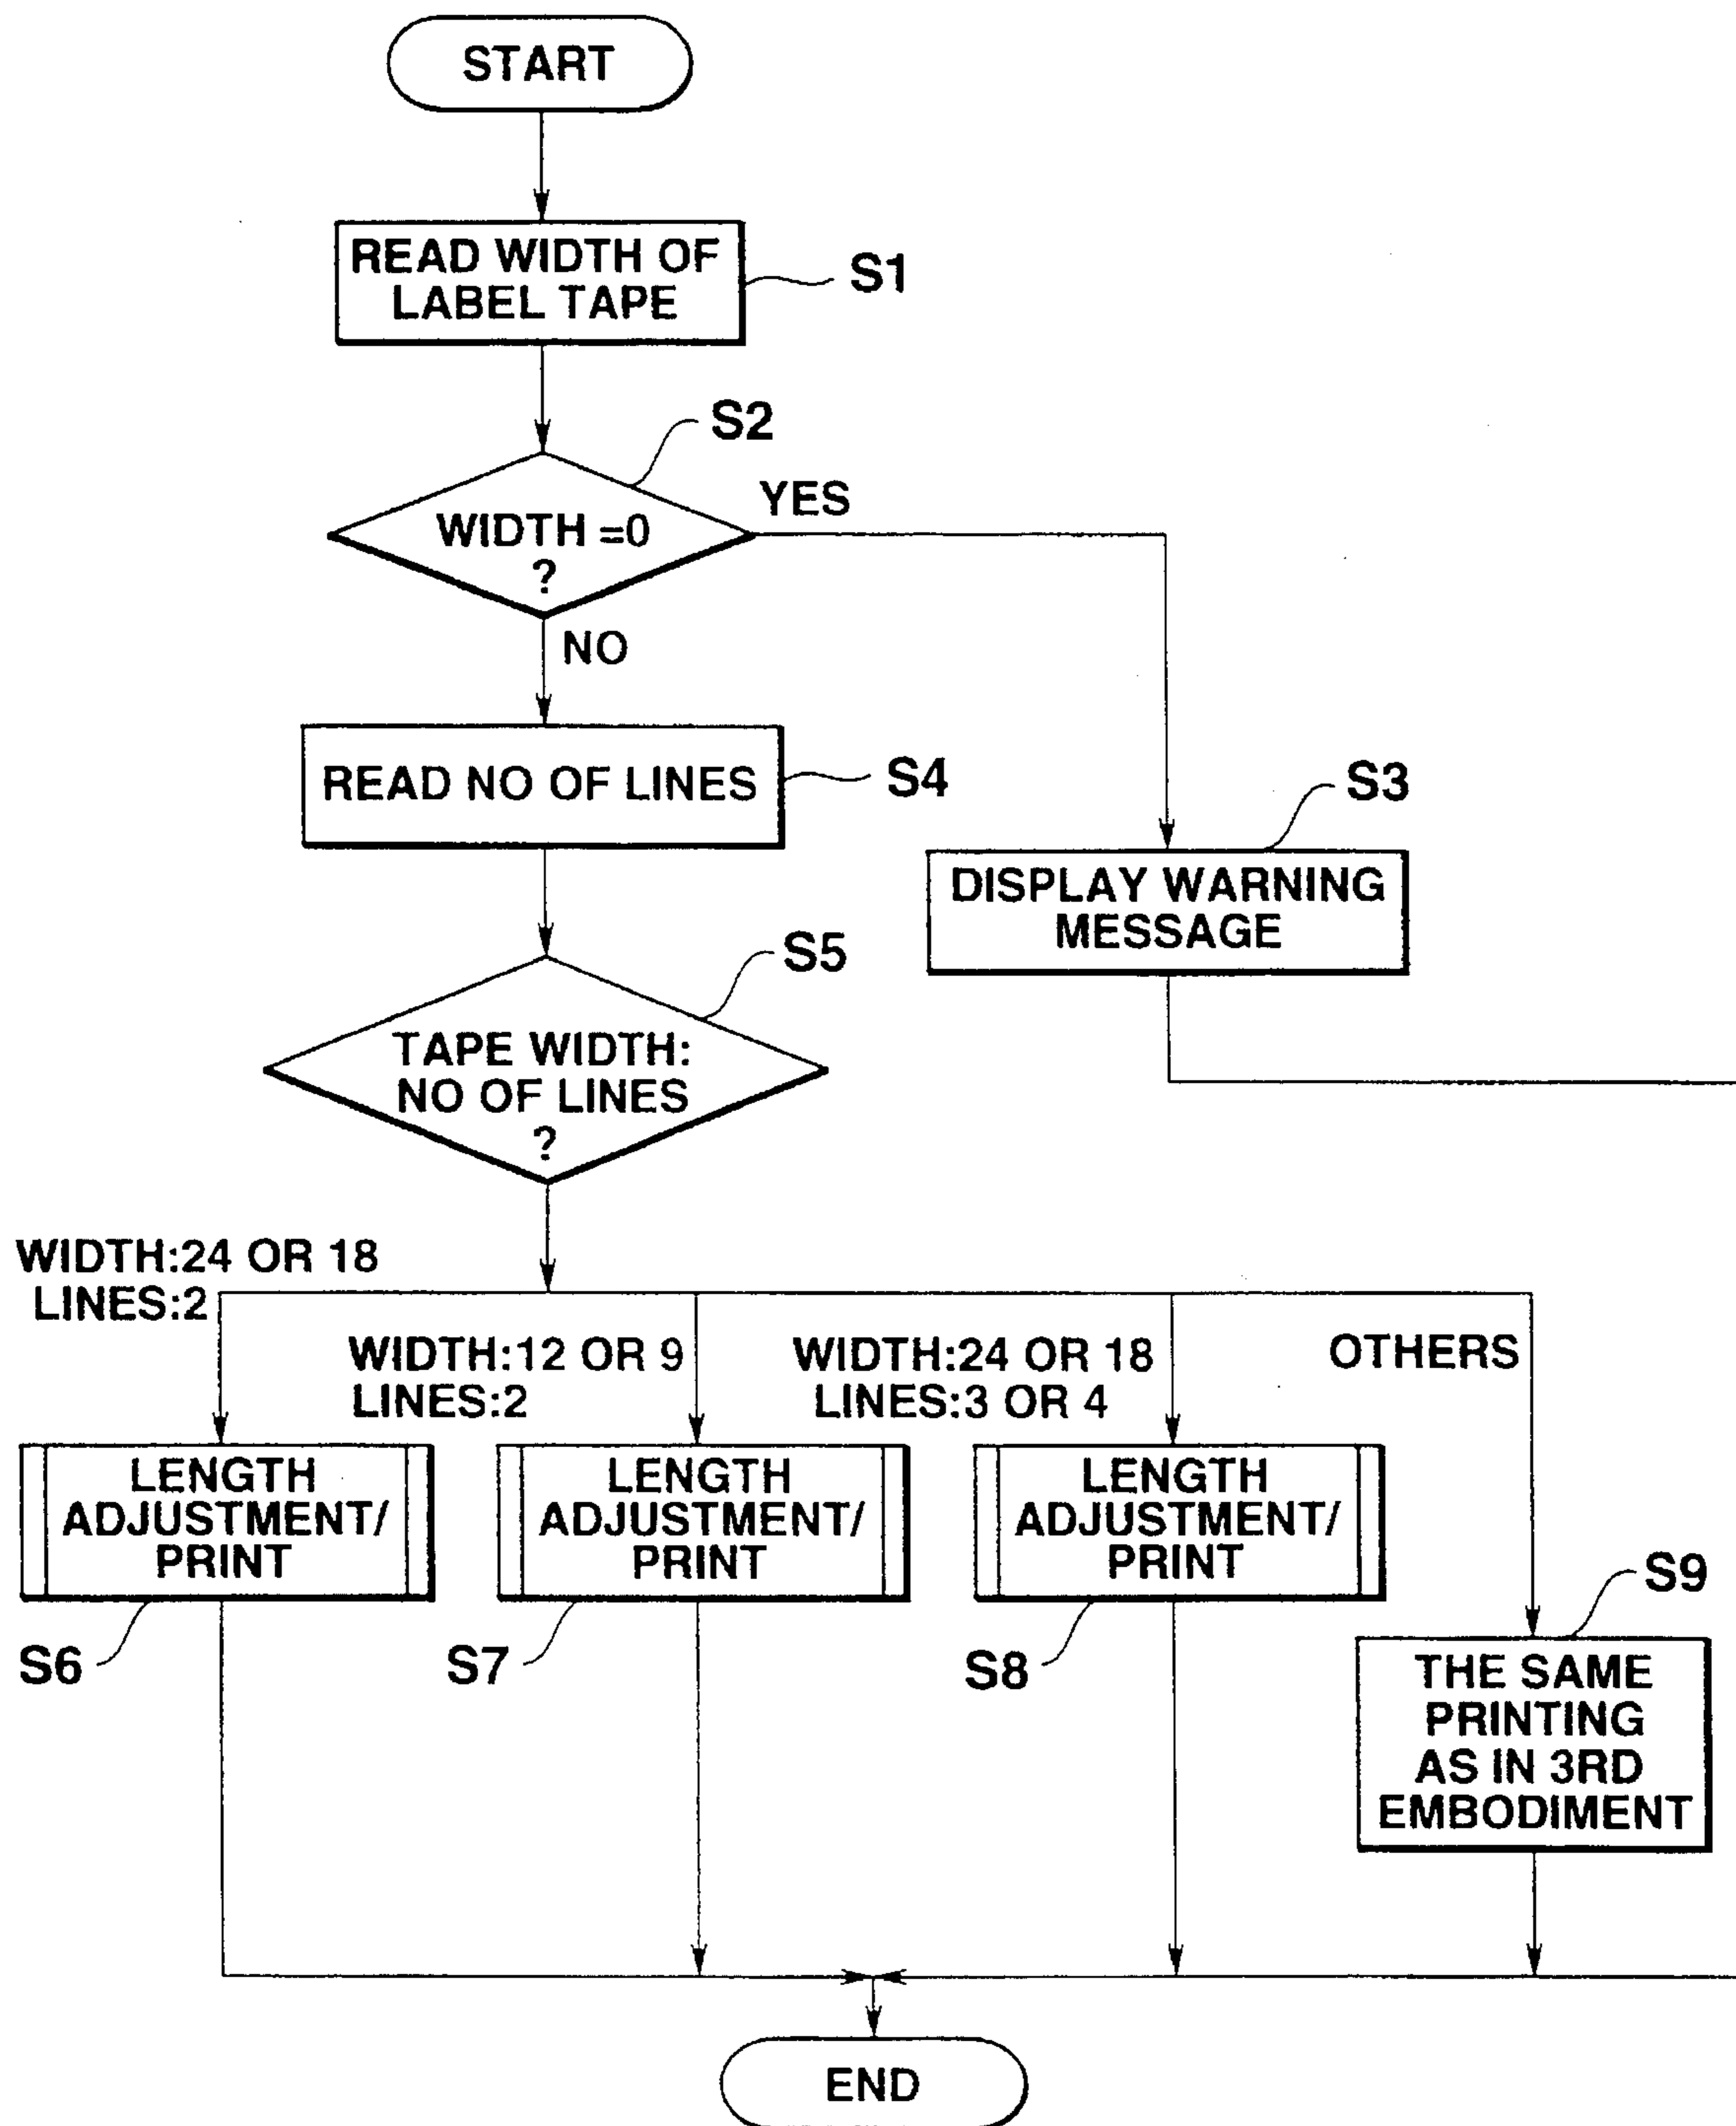 START
READ WIDTH OF
LABEL TAPE
S1
S2
WIDTH =0
?
YES
NO
READ NO OF LINES
S4
S3
DISPLAY WARNING
MESSAGE
S5
TAPE WIDTH:
NO OF LINES
?
WIDTH:24 OR 18
LINES:2
WIDTH:12 OR 9
LINES:2
WIDTH:24 OR 18
LINES:3 OR 4
OTHERS
LENGTH
ADJUSTMENT/
PRINT
S6
LENGTH
ADJUSTMENT/
PRINT
S7
LENGTH
ADJUSTMENT/
PRINT
S8
S9
THE SAME
PRINTING
AS IN 3RD
EMBODIMENT
END